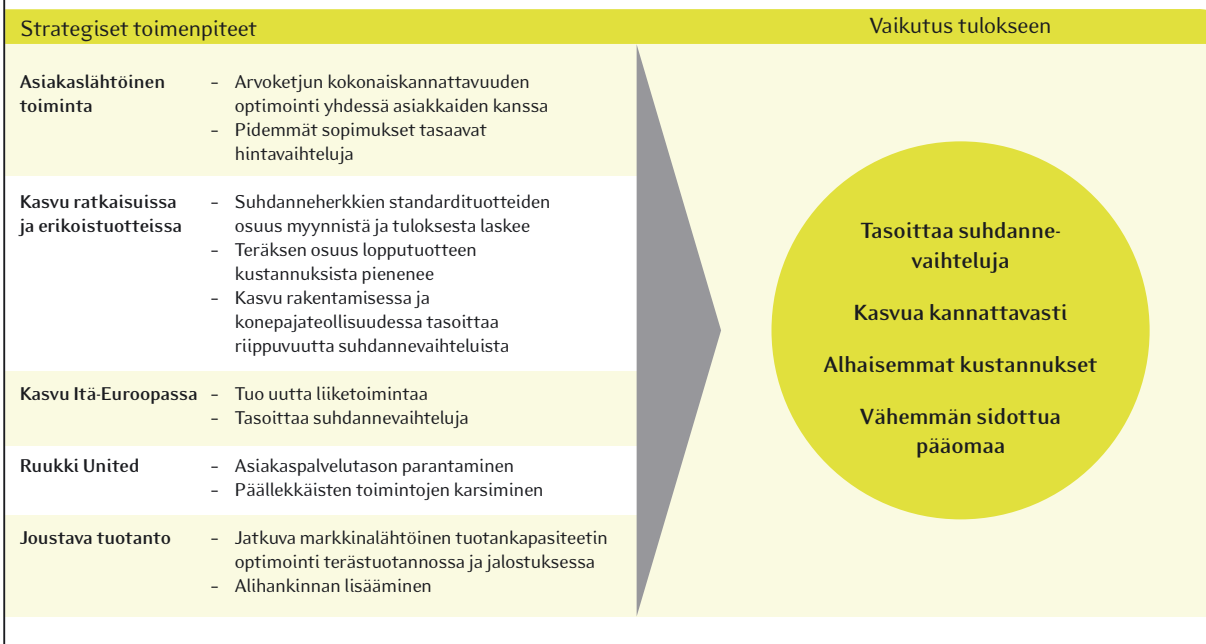 Strategiset toimenpiteet
Vaikutus tulokseen
Asiakaslähtöinen
toiminta
– Arvoketjun kokonaiskannattavuuden
optimointi yhdessä asiakkaiden kanssa
– Pidemmät sopimukset tasaavat
hintavaihteluja
Kasvu ratkaisuissa
ja erikoistuotteissa
– Suhdanneherkkien standardituotteiden
osuus myynnistä ja tuloksesta laskee
– Teräksen osuus lopputuotteen
kustannuksista pienenee
– Kasvu rakentamisessa ja
konepajateollisuudessa tasoittaa
riippuvuutta suhdannevaihteluista
Kasvu Itä-Euroopassa
– Tuo uutta liiketoimintaa
– Tasoittaa suhdannevaihteluja
Ruukki United
– Asiakaspalvelutason parantaminen
– Päällekkäisten toimintojen karsiminen
Joustava tuotanto
– Jatkuva markkinalähtöinen tuotankapasiteetin
optimointi terästuotannossa ja jalostuksessa
– Alihankinnan lisääminen
Tasoittaa suhdanne-
vaihteluja
Kasvua kannattavasti
Alhaisemmat kustannukset
Vähemmän sidottua
pääomaa